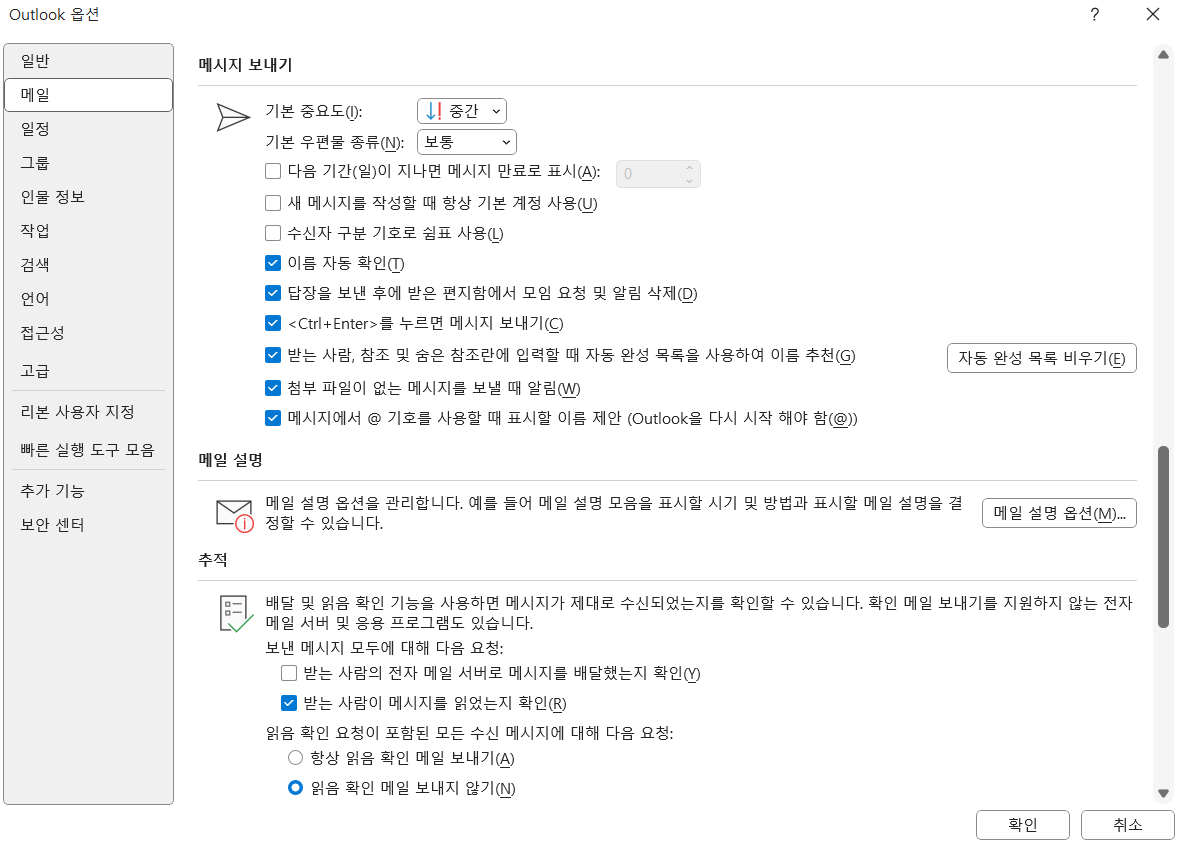 Outlook 옵션
?
일반
메일
일정
그룹
인물 정보
작업
검색
언어
접근성
고급
리본 사용자 지정
빠른 실행 도구 모음
추가 기능
보안 센터
메시지 보내기
기본 중요도(I): 중간
기본 우편물 종류(N): 보통
다음 기간(일)이 지나면 메시지 만료로 표시(A): 0
새 메시지를 작성할 때 항상 기본 계정 사용(U)
수신자 구분 기호로 쉼표 사용(L)
이름 자동 확인(T)
답장을 보낸 후에 받은 편지함에서 모임 요청 및 알림 삭제(D)
<Ctrl+Enter>를 누르면 메시지 보내기(C)
받는 사람, 참조 및 숨은 참조란에 입력할 때 자동 완성 목록을 사용하여 이름 추천(G) 자동 완성 목록 비우기(E)
첨부 파일이 없는 메시지를 보낼 때 알림(W)
메시지에서 @ 기호를 사용할 때 표시할 이름 제안 (Outlook을 다시 시작 해야 함(@))
메일 설명
메일 설명 옵션을 관리합니다. 예를 들어 메일 설명 모음을 표시할 시기 및 방법과 표시할 메일 설명을 결
정할 수 있습니다.
메일 설명 옵션(M)...
추적
배달 및 읽음 확인 기능을 사용하면 메시지가 제대로 수신되었는지를 확인할 수 있습니다. 확인 메일 보내기를 지원하지 않는 전자
메일 서버 및 응용 프로그램도 있습니다.
보낸 메시지 모두에 대해 다음 요청:
받는 사람의 전자 메일 서버로 메시지를 배달했는지 확인(Y)
받는 사람이 메시지를 읽었는지 확인(R)
읽음 확인 요청이 포함된 모든 수신 메시지에 대해 다음 요청:
항상 읽음 확인 메일 보내기(A)
읽음 확인 메일 보내지 않기(N)
확인
취소